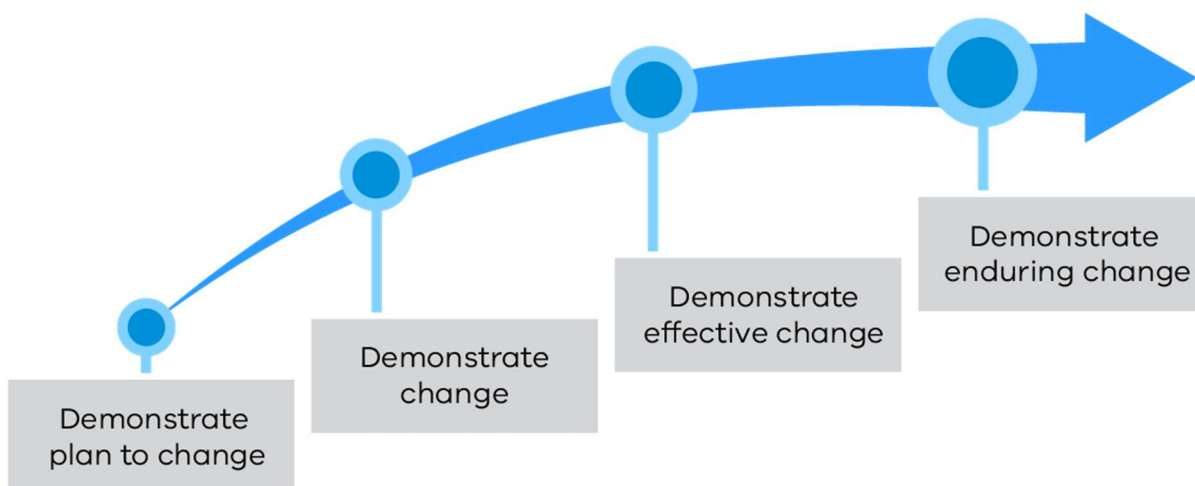 Demonstrate
plan to change
Demonstrate
change
Demonstrate
effective change
Demonstrate
enduring change